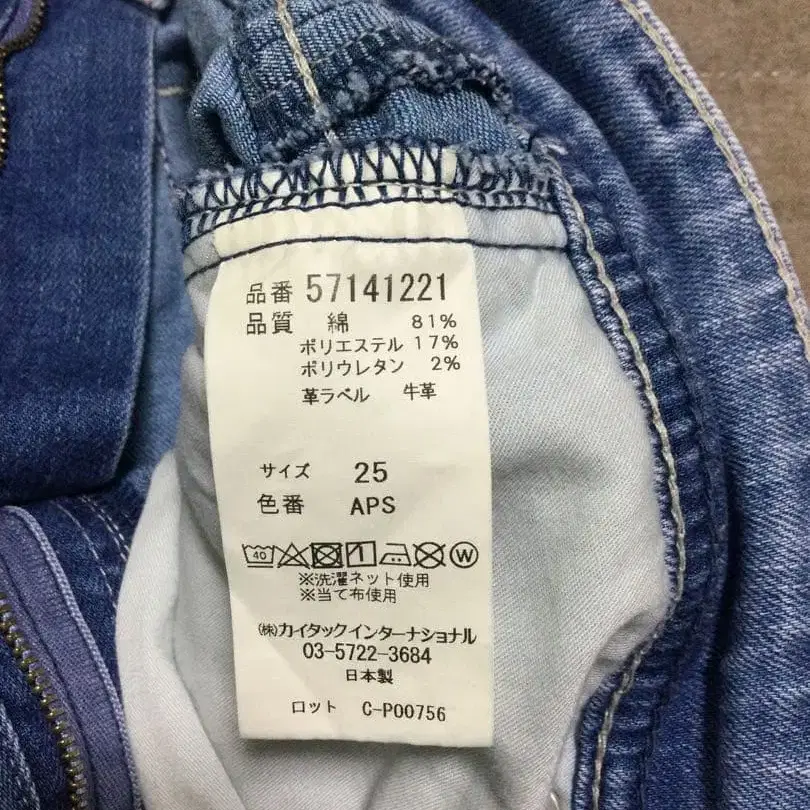 品番 57141221
品質 綿 81%
ポリエステル 17%
ポリウレタン 2%
革ラベル 牛革
サイズ 25
色番 APS
40 W
※洗濯ネット使用
※当て布使用
㈱カイタックインターナショナル
03-5722-3684
日本製
ロット C-P00756